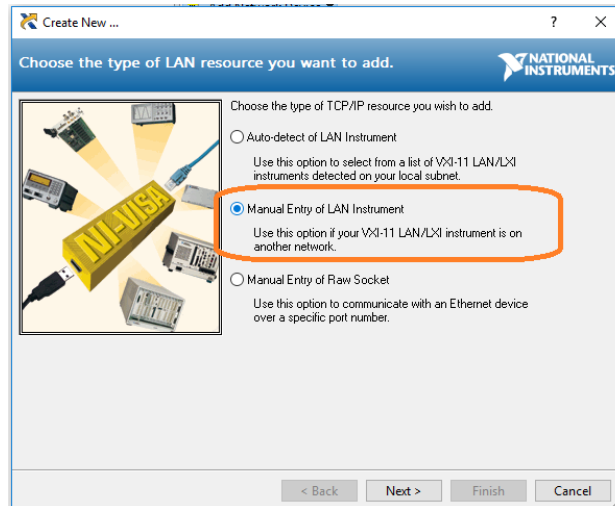 Create New ...
Choose the type of LAN resource you want to add.
NATIONAL
INSTRUMENTS
Choose the type of TCP/IP resource you wish to add.
Auto-detect of LAN Instrument
Use this option to select from a list of VXI-11 LAN/LXI
instruments detected on your local subnet.
Manual Entry of LAN Instrument
Use this option if your VXI-11 LAN/LXI instrument is on
another network.
Manual Entry of Raw Socket
Use this option to communicate with an Ethernet device
over a specific port number.
NI-VISA
< Back
Next >
Finish
Cancel